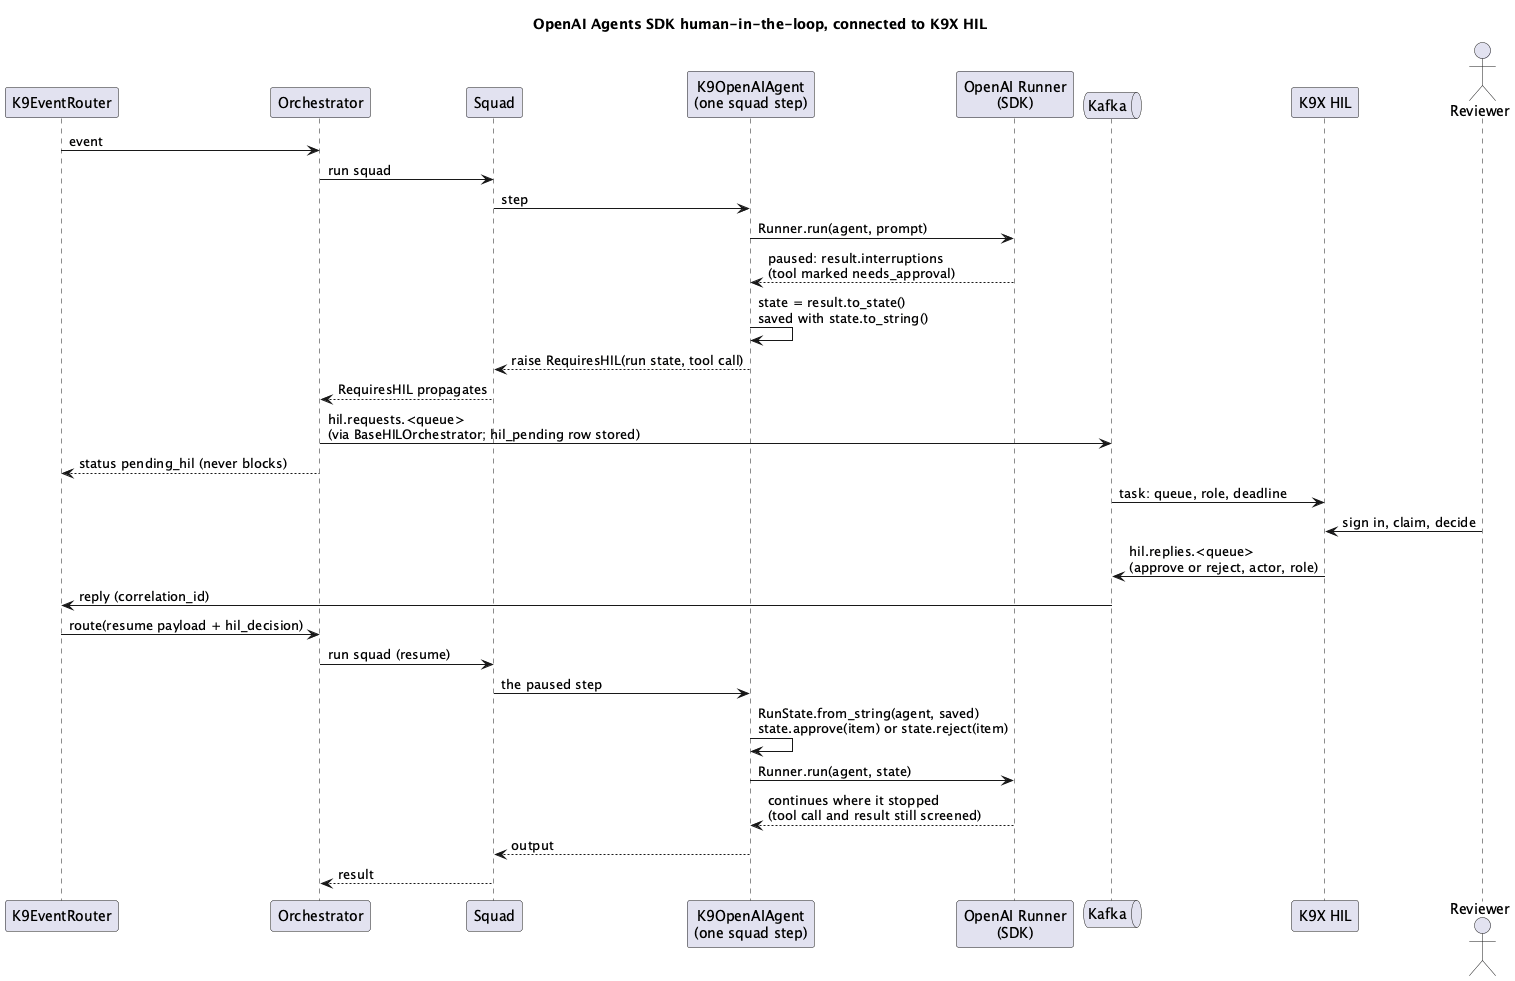 OpenAI Agents SDK human-in-the-loop, connected to K9X HIL
K9EventRouter
Orchestrator
Squad
K9OpenAIAgent
(one squad step)
OpenAI Runner
(SDK)
Kafka
K9X HIL
Reviewer
event
run squad
step
Runner.run(agent, prompt)
paused: result.interruptions
(tool marked needs_approval)
state = result.to_state()
saved with state.to_string()
raise RequiresHIL(run state, tool call)
RequiresHIL propagates
hil.requests.<queue>
(via BaseHILOrchestrator; hil_pending row stored)
status pending_hil (never blocks)
task: queue, role, deadline
sign in, claim, decide
hil.replies.<queue>
(approve or reject, actor, role)
reply (correlation_id)
route(resume payload + hil_decision)
run squad (resume)
the paused step
RunState.from_string(agent, saved)
state.approve(item) or state.reject(item)
Runner.run(agent, state)
continues where it stopped
(tool call and result still screened)
output
result
K9EventRouter
Orchestrator
Squad
K9OpenAIAgent
(one squad step)
OpenAI Runner
(SDK)
Kafka
K9X HIL
Reviewer